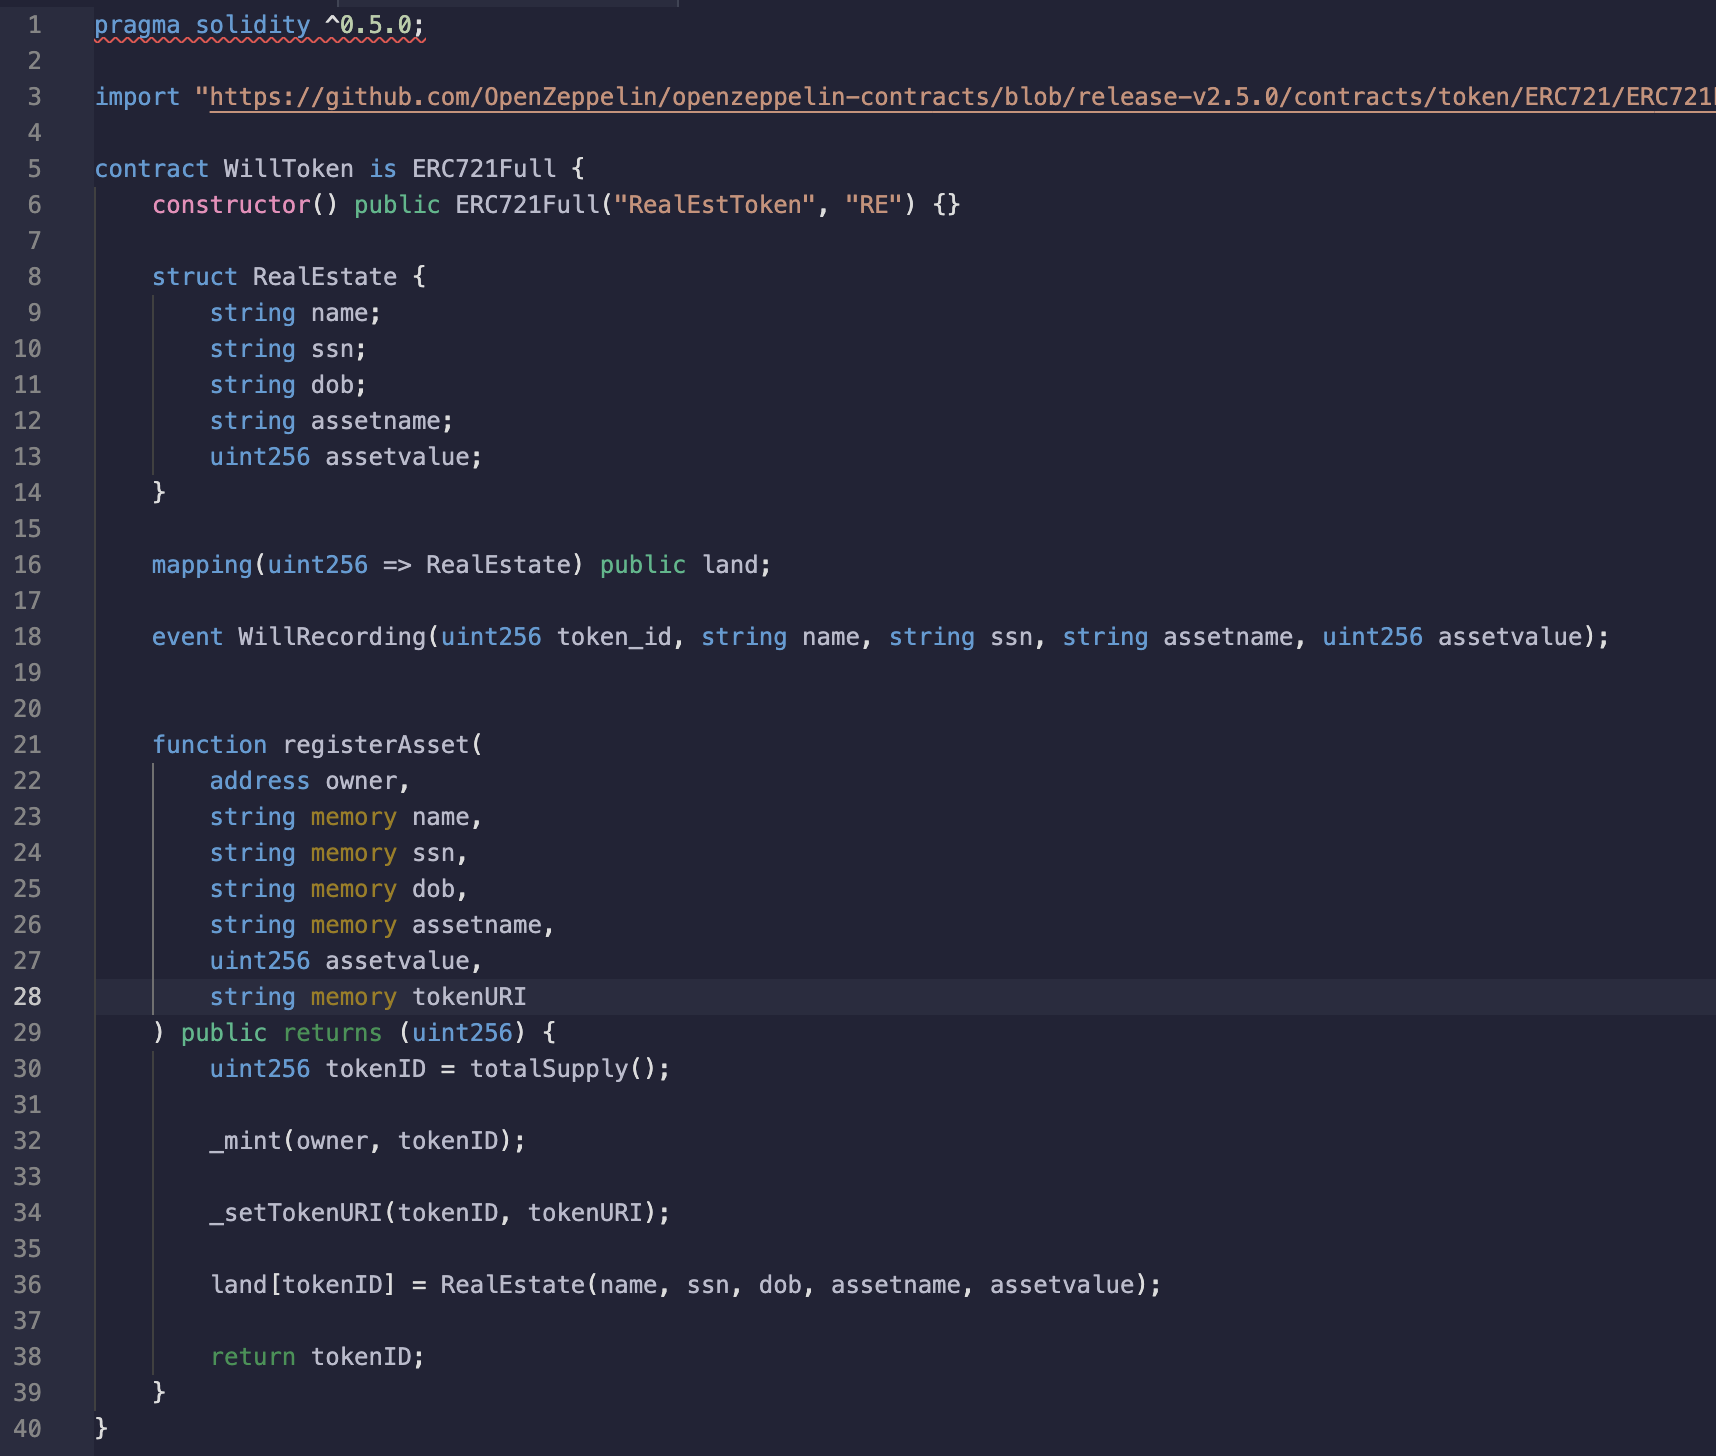 1 pragma solidity ^0.5.0;
2
3 import "https://github.com/OpenZeppelin/openzeppelin-contracts/blob/release-v2.5.0/contracts/token/ERC721/ERC721
4
5 contract WillToken is ERC721Full {
6 constructor() public ERC721Full("RealEstToken", "RE") {}
7
8 struct RealEstate {
9 string name;
10 string ssn;
11 string dob;
12 string assetname;
13 uint256 assetvalue;
14 }
15
16 mapping(uint256 => RealEstate) public land;
17
18 event WillRecording(uint256 token_id, string name, string ssn, string assetname, uint256 assetvalue);
19
20
21 function registerAsset(
22 address owner,
23 string memory name,
24 string memory ssn,
25 string memory dob,
26 string memory assetname,
27 uint256 assetvalue,
28 string memory tokenURI
29 ) public returns (uint256) {
30 uint256 tokenID = totalSupply();
31
32 _mint(owner, tokenID);
33
34 _setTokenURI(tokenID, tokenURI);
35
36 land[tokenID] = RealEstate(name, ssn, dob, assetname, assetvalue);
37
38 return tokenID;
39 }
40 }